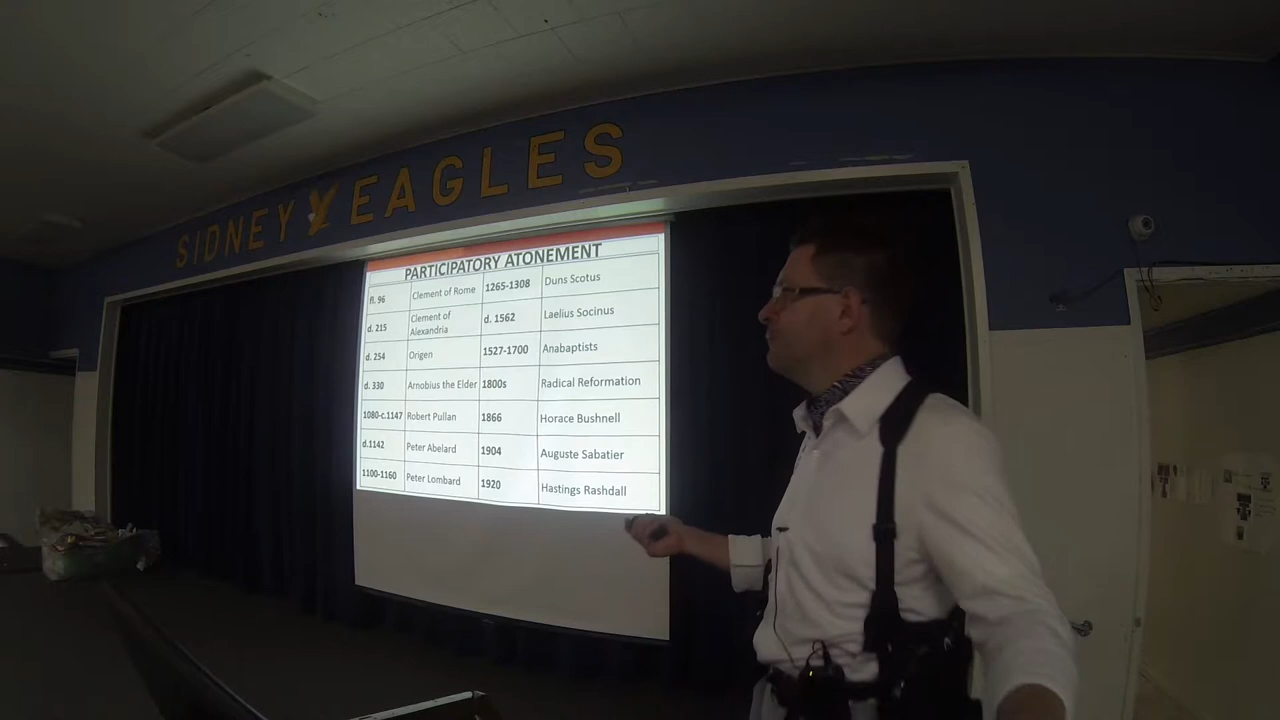 SIDNEY EAGLES
PARTICIPATORY ATONEMENT
fl. 96 Clement of Rome 1265-1308 Duns Scotus
d. 215 Clement of Alexandria d. 1562 Laelius Socinus
d. 254 Origen 1527-1700 Anabaptists
d. 330 Arnobius the Elder 1800s Radical Reformation
1080-c.1147 Robert Pullan 1866 Horace Bushnell
d.1142 Peter Abelard 1904 Auguste Sabatier
1100-1160 Peter Lombard 1920 Hastings Rashdall